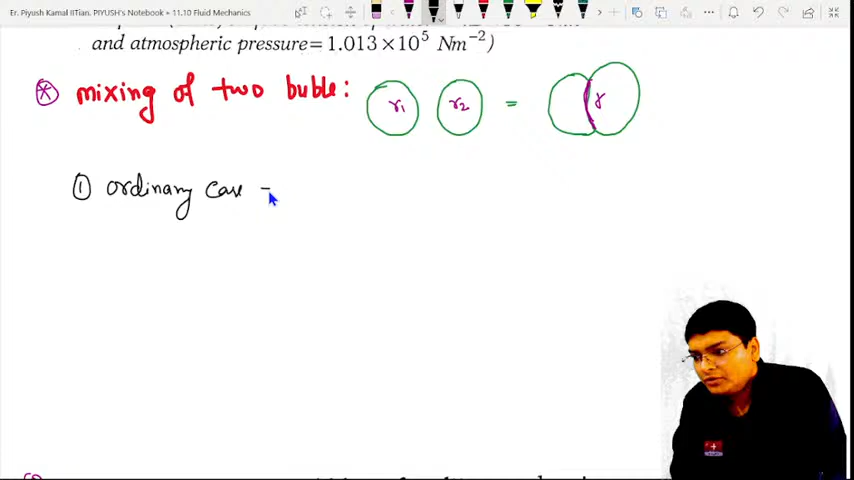 Er. Piyush Kamal IITian. PIYUSH's Notebook » 11.10 Fluid Mechanics
and atmospheric pressure=1.013×10⁵ Nm⁻²)
* mixing of two buble: r₁ r₂ = r
① ordinary case -